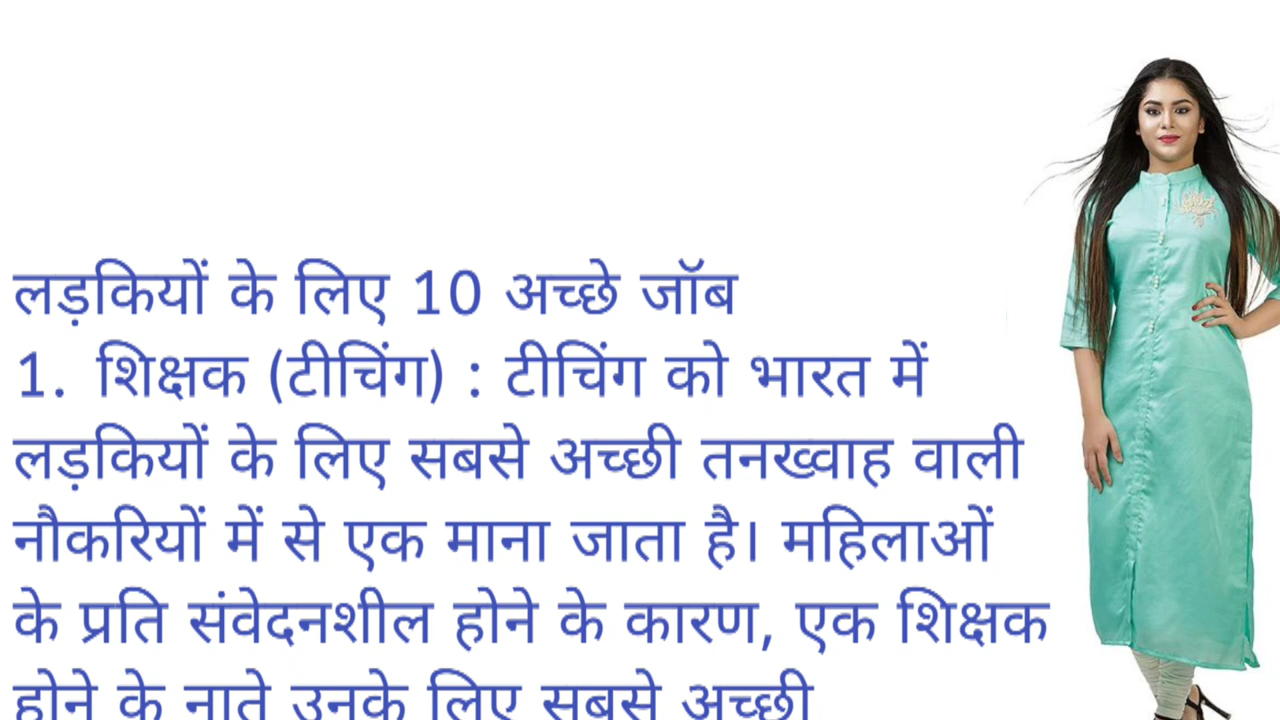 लड़कियों के लिए 10 अच्छे जॉब
1. शिक्षक (टीचिंग) : टीचिंग को भारत में
लड़कियों के लिए सबसे अच्छी तनख्वाह वाली
नौकरियों में से एक माना जाता है। महिलाओं
के प्रति संवेदनशील होने के कारण, एक शिक्षक
होने के नाते उनके लिए सबसे अच्छी